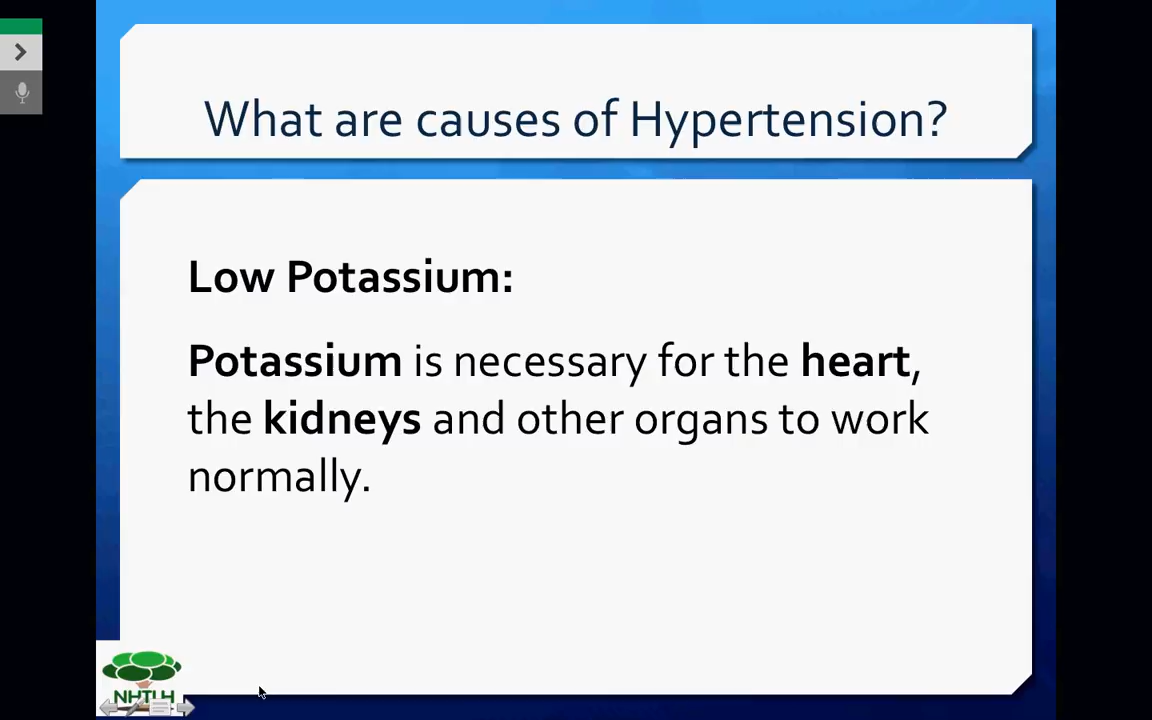 What are causes of Hypertension?
Low Potassium:
Potassium is necessary for the heart,
the kidneys and other organs to work
normally.
NHTLH